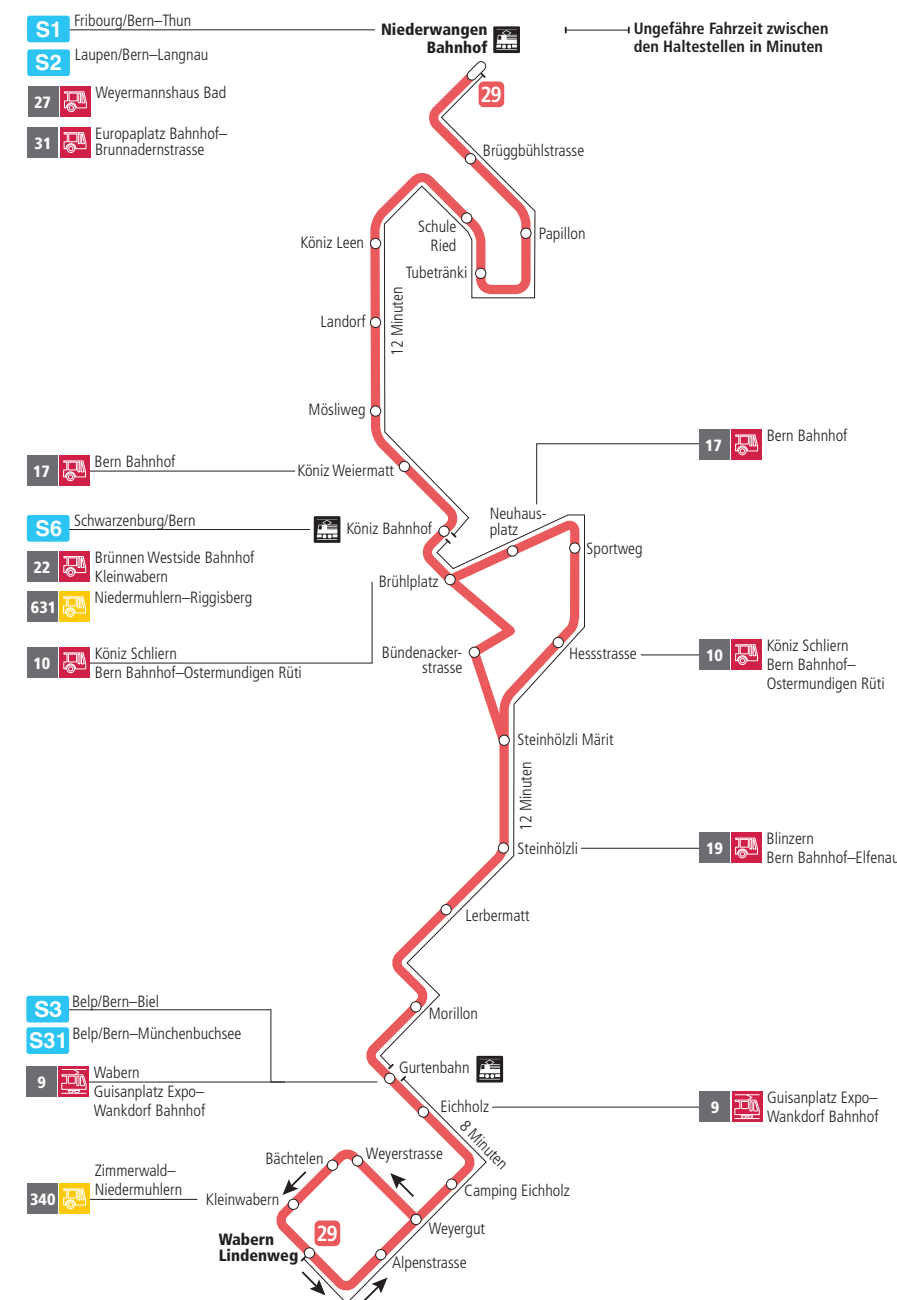 S1 Fribourg/Bern–Thun
S2 Laupen/Bern–Langnau
27 Weyermannshaus Bad
31 Europaplatz Bahnhof–
Brunnadernstrasse
Niederwangen
Bahnhof
Ungefähre Fahrzeit zwischen
den Haltestellen in Minuten
29
Brüggbühlstrasse
Papillon
Schule
Ried
Tubetränki
Köniz Leen
12 Minuten
Landorf
Mösliweg
17 Bern Bahnhof
Köniz Weiermatt
17 Bern Bahnhof
S6 Schwarzenburg/Bern
22 Brünnen Westside Bahnhof
Kleinwabern
631 Niedermuhlern–Riggisberg
10 Köniz Schliern
Bern Bahnhof–Ostermundigen Rüti
Köniz Bahnhof
Neuhaus-
platz
Sportweg
Brühlplatz
Bündenacker-
strasse
Hessstrasse
10 Köniz Schliern
Bern Bahnhof–
Ostermundigen Rüti
Steinhölzli Märit
12 Minuten
Steinhölzli
19 Blinzern
Bern Bahnhof–Elfenau
Lerbermatt
Morillon
S3 Belp/Bern–Biel
S31 Belp/Bern–Münchenbuchsee
9 Wabern
Guisanplatz Expo–
Wankdorf Bahnhof
Gurtenbahn
Eichholz
9 Guisanplatz Expo–
Wankdorf Bahnhof
8 Minuten
Weyerstrasse
Bächtelen
340 Zimmerwald–
Niedermuhlern
Kleinwabern
Camping Eichholz
Weyergut
29
Wabern
Lindenweg
Alpenstrasse